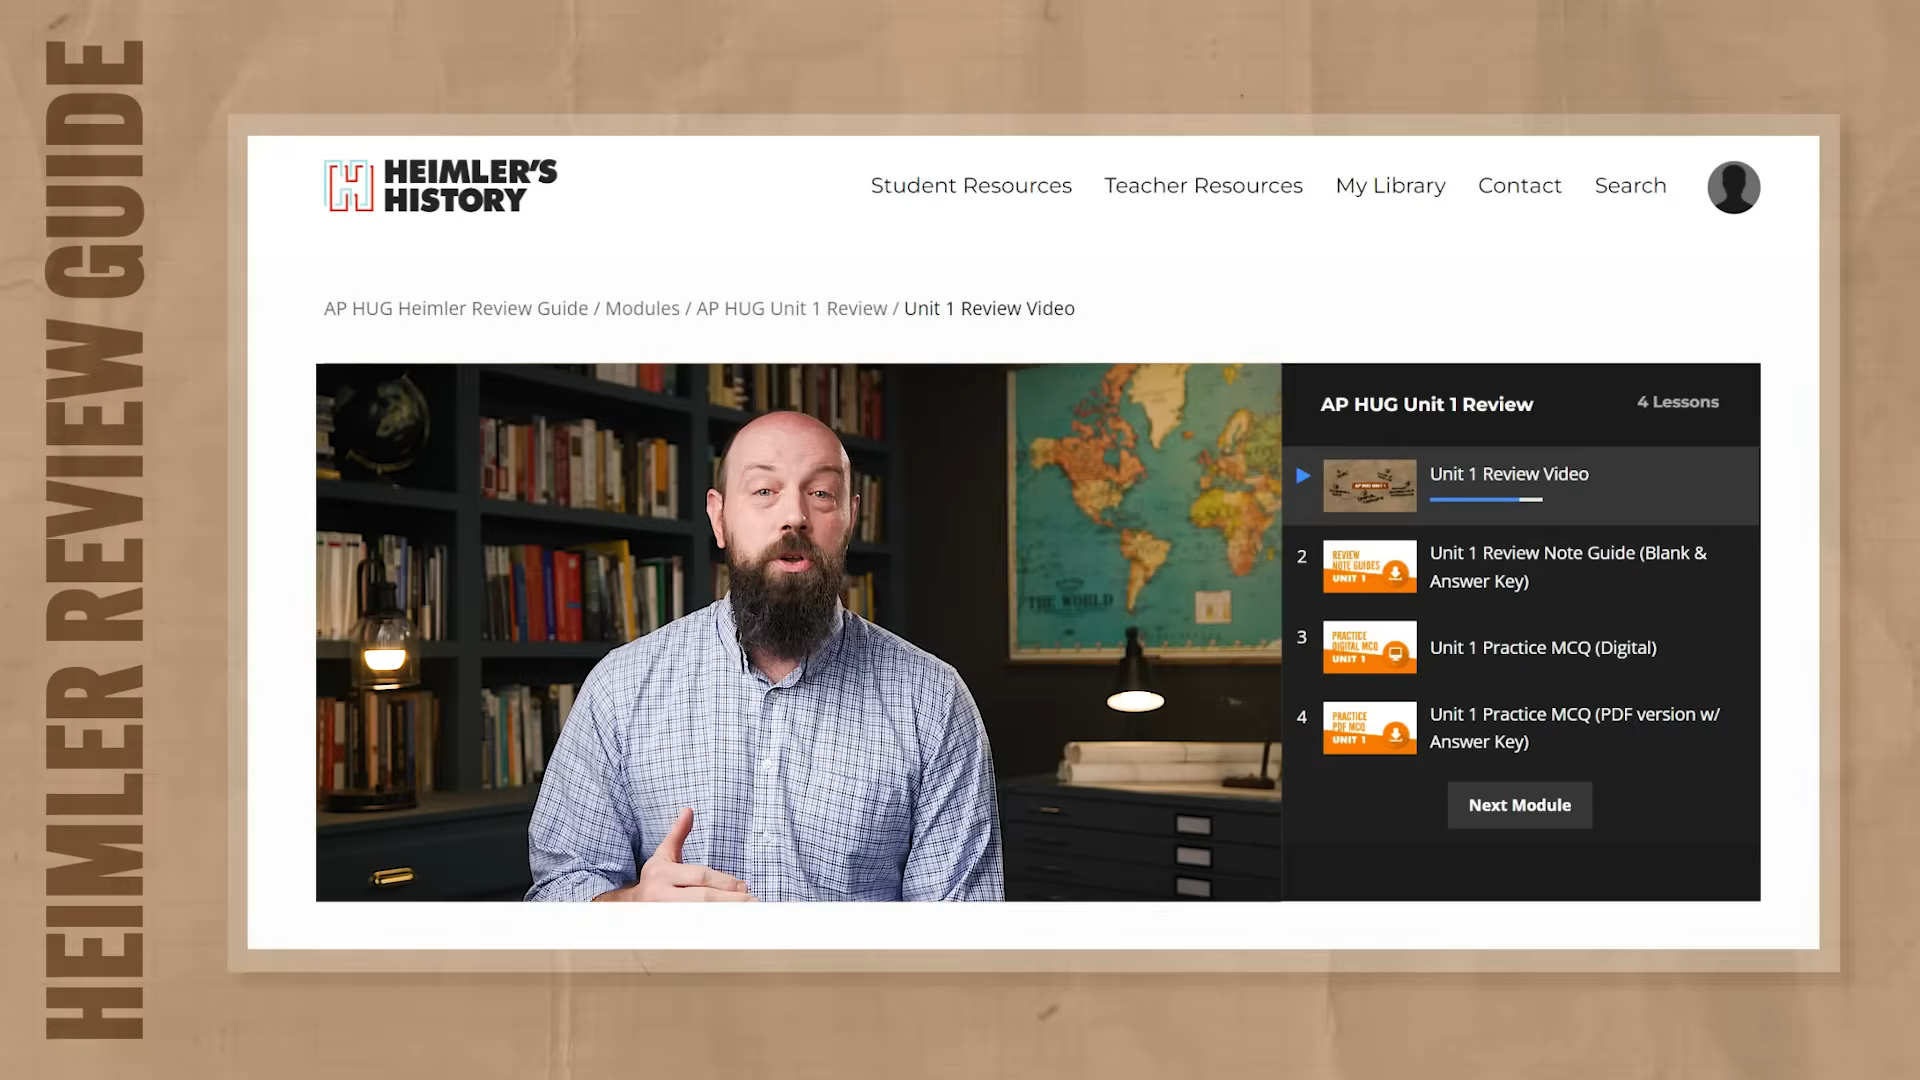 HEIMLER REVIEW GUIDE
HEIMLER'S
HISTORY
Student Resources
Teacher Resources
My Library
Contact
Search
AP HUG Heimler Review Guide / Modules / AP HUG Unit 1 Review / Unit 1 Review Video
THE WORLD
AP HUG Unit 1 Review
4 Lessons
Unit 1 Review Video
AP HUG UNIT 1
2
REVIEW
NOTE GUIDES
UNIT 1
Unit 1 Review Note Guide (Blank &
Answer Key)
3
PRACTICE
DIGITAL MCQ
UNIT 1
Unit 1 Practice MCQ (Digital)
4
PRACTICE
PDF MCQ
UNIT 1
Unit 1 Practice MCQ (PDF version w/
Answer Key)
Next Module